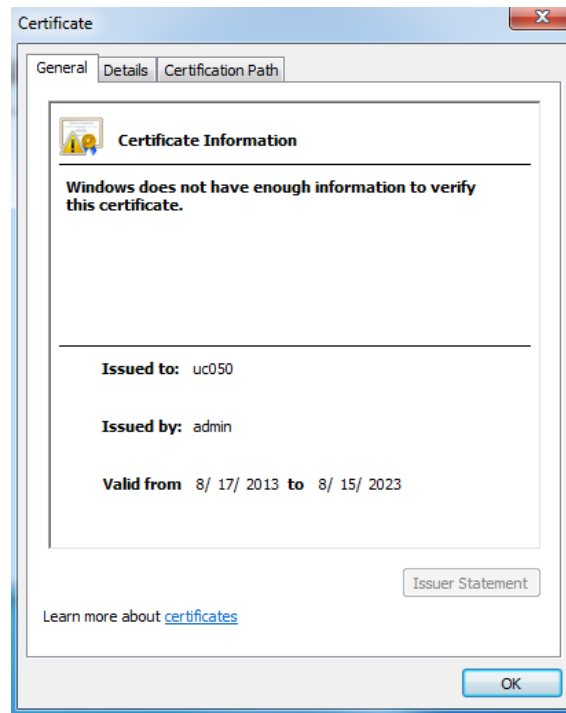 Certificate
X
General Details Certification Path
Certificate Information
Windows does not have enough information to verify
this certificate.
Issued to: uc050
Issued by: admin
Valid from 8/ 17/ 2013 to 8/ 15/ 2023
Issuer Statement
Learn more about certificates
OK